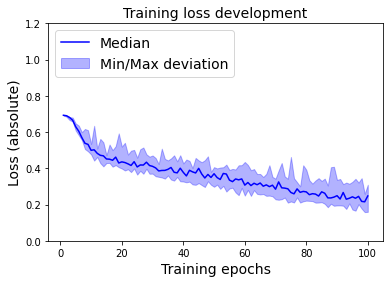 Training loss development
Median
Min/Max deviation
Loss (absolute)
1.2
1.0
0.8
0.6
0.4
0.2
0.0
0 20 40 60 80 100
Training epochs